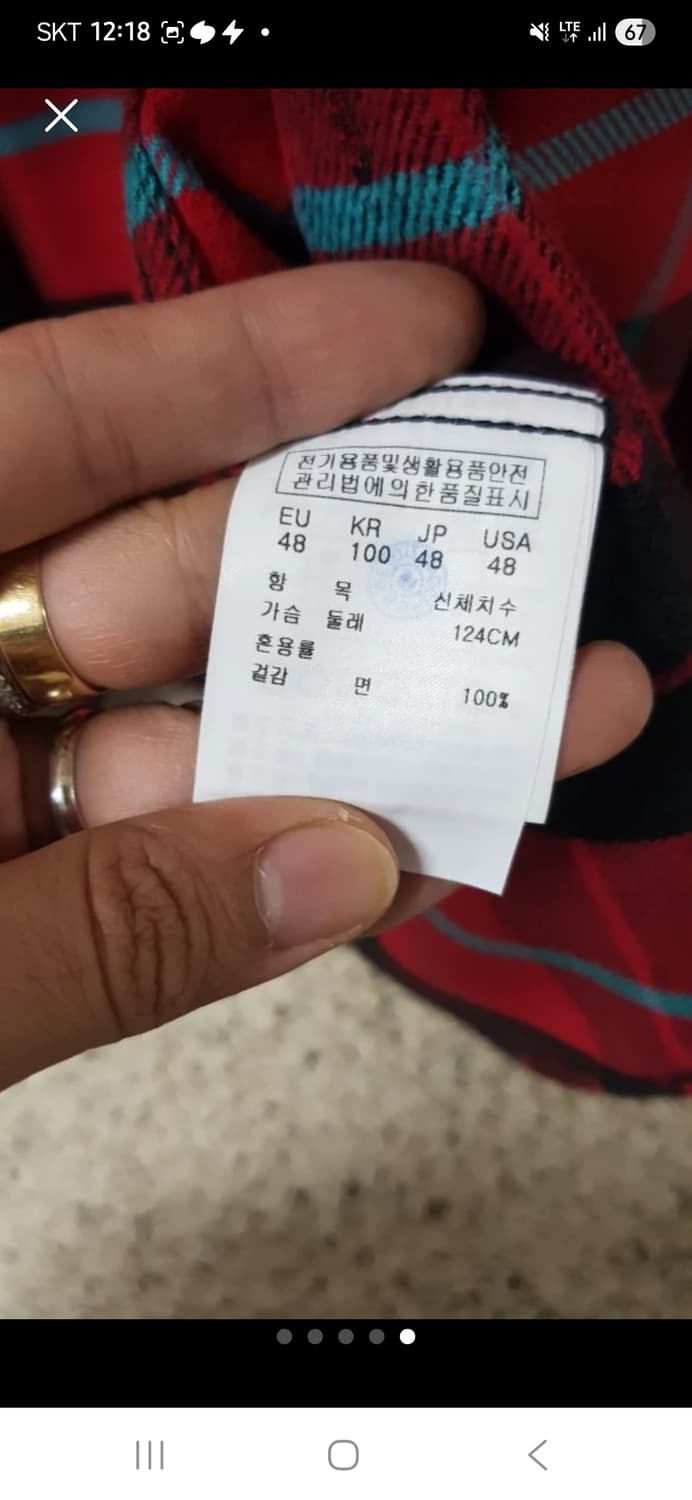 SKT 12:18
LTE
67
전기용품및생활용품안전
관리법에의한품질표시
EU KR JP USA
48 100 48 48
항 목 신체치수
가슴 둘레 124CM
혼용률
겉감 면 100%